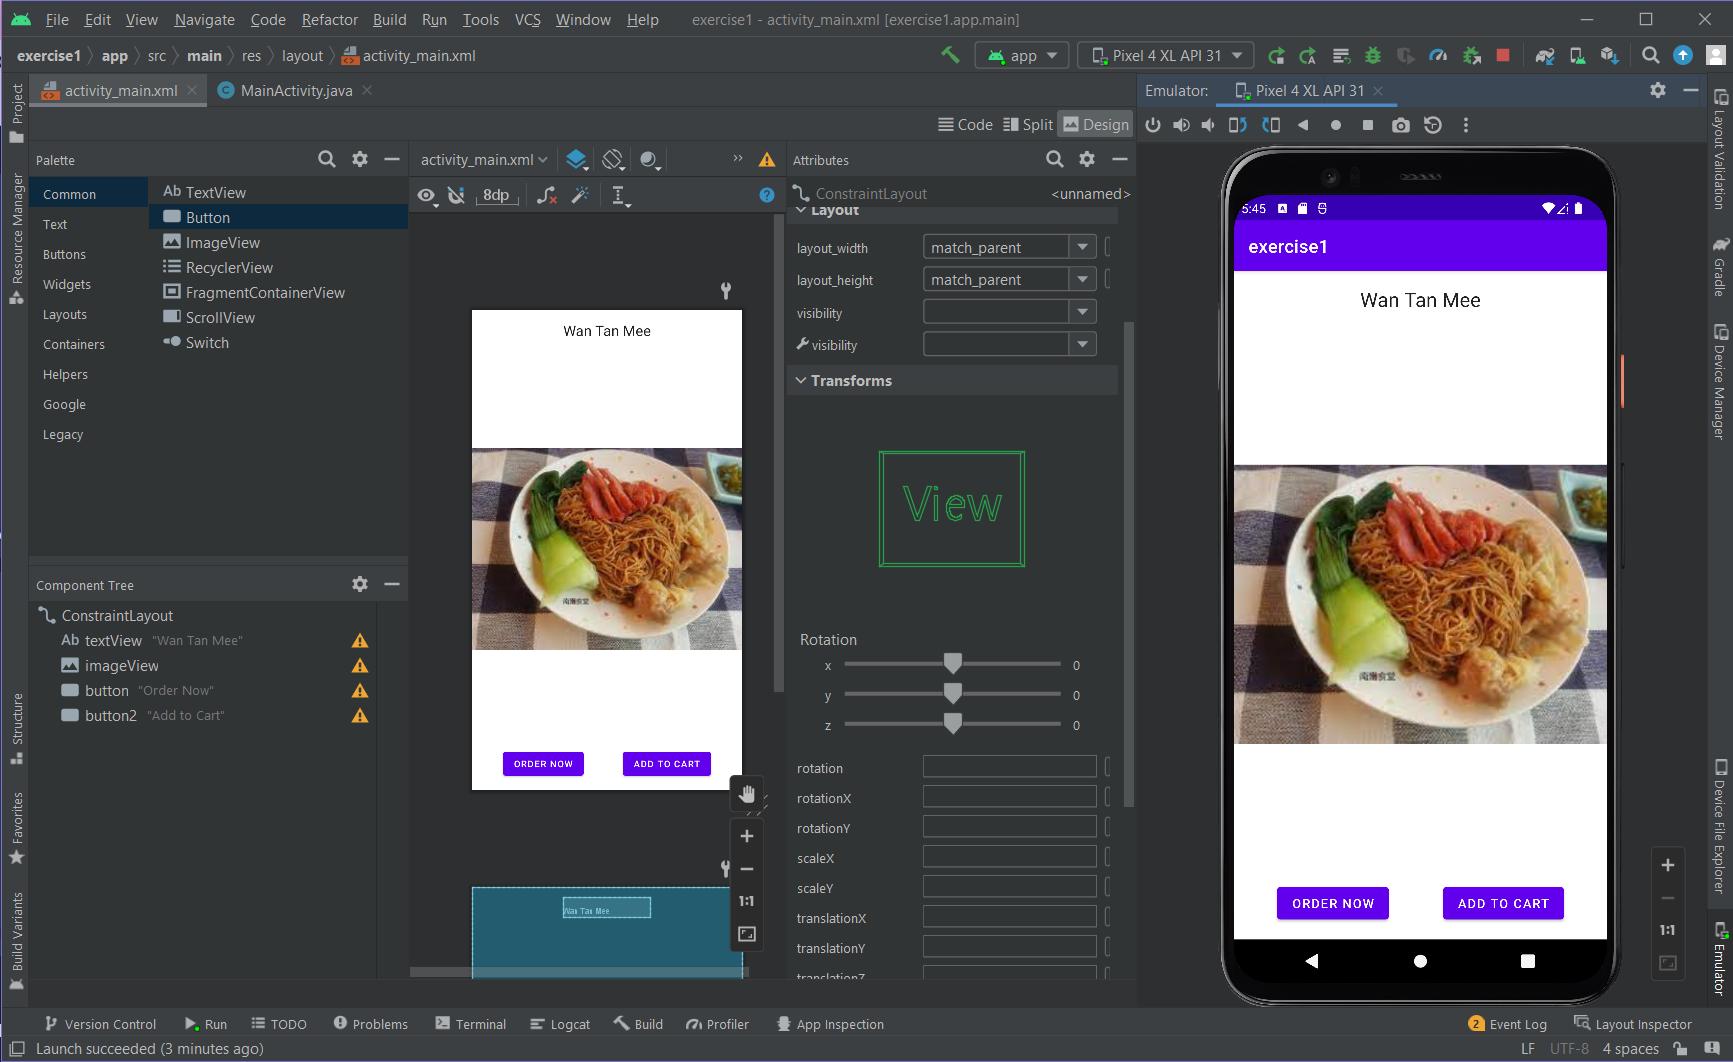 File Edit View Navigate Code Refactor Build Run Tools VCS Window Help exercise1 - activity_main.xml [exercise1.app.main]
exercise1 app src main res layout activity_main.xml app Pixel 4 XL API 31
activity_main.xml MainActivity.java
Emulator: Pixel 4 XL API 31
Code Split Design
Project
Resource Manager
Structure
Favorites
Build Variants
Palette
Common
Text
Buttons
Widgets
Layouts
Containers
Helpers
Google
Legacy
Ab TextView
Button
ImageView
RecyclerView
FragmentContainerView
ScrollView
Switch
Component Tree
ConstraintLayout
Ab textView "Wan Tan Mee"
imageView
button "Order Now"
button2 "Add to Cart"
activity_main.xml
8dp
Wan Tan Mee
南瀨食堂
ORDER NOW ADD TO CART
1:1
Wan Tan Mee
Attributes
ConstraintLayout <unnamed>
Layout
layout_width match_parent
layout_height match_parent
visibility
visibility
Transforms
View
Rotation
x 0
y 0
z 0
rotation
rotationX
rotationY
scaleX
scaleY
translationX
translationY
translationZ
5:45
exercise1
Wan Tan Mee
南瀨食堂
ORDER NOW ADD TO CART
1:1
Layout Validation
Gradle
Device Manager
Device File Explorer
Emulator
Version Control Run TODO Problems Terminal Logcat Build Profiler App Inspection 2 Event Log Layout Inspector
Launch succeeded (3 minutes ago) LF UTF-8 4 spaces